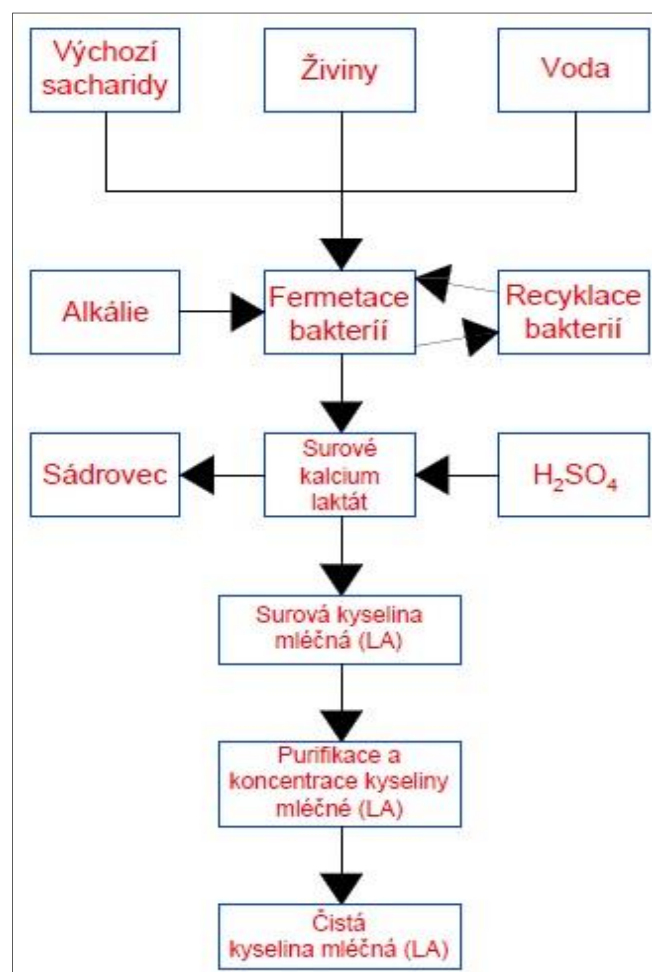 Výchozí
sacharidy
Živiny
Voda
Alkálie
Fermetace
bakteríí
Recyklace
bakterií
Sádrovec
Surové
kalcium
laktát
H₂SO₄
Surová kyselina
mléčná (LA)
Purifikace a
koncentrace kyseliny
mléčné (LA)
Čistá
kyselina mléčná (LA)